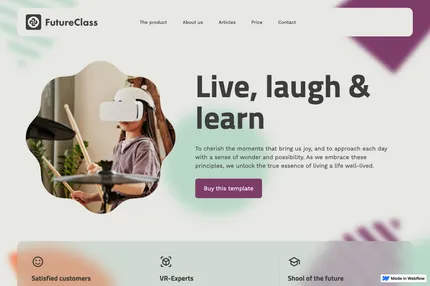 FutureClass
The product
About us
Articles
Price
Contact
Live, laugh &
learn
To cherish the moments that bring us joy, and to approach each day
with a sense of wonder and possibility. As we embrace these
principles, we unlock the true essence of living a life well-lived.
Buy this template
Satisfied customers
VR-Experts
Shool of the future
Made in Webflow